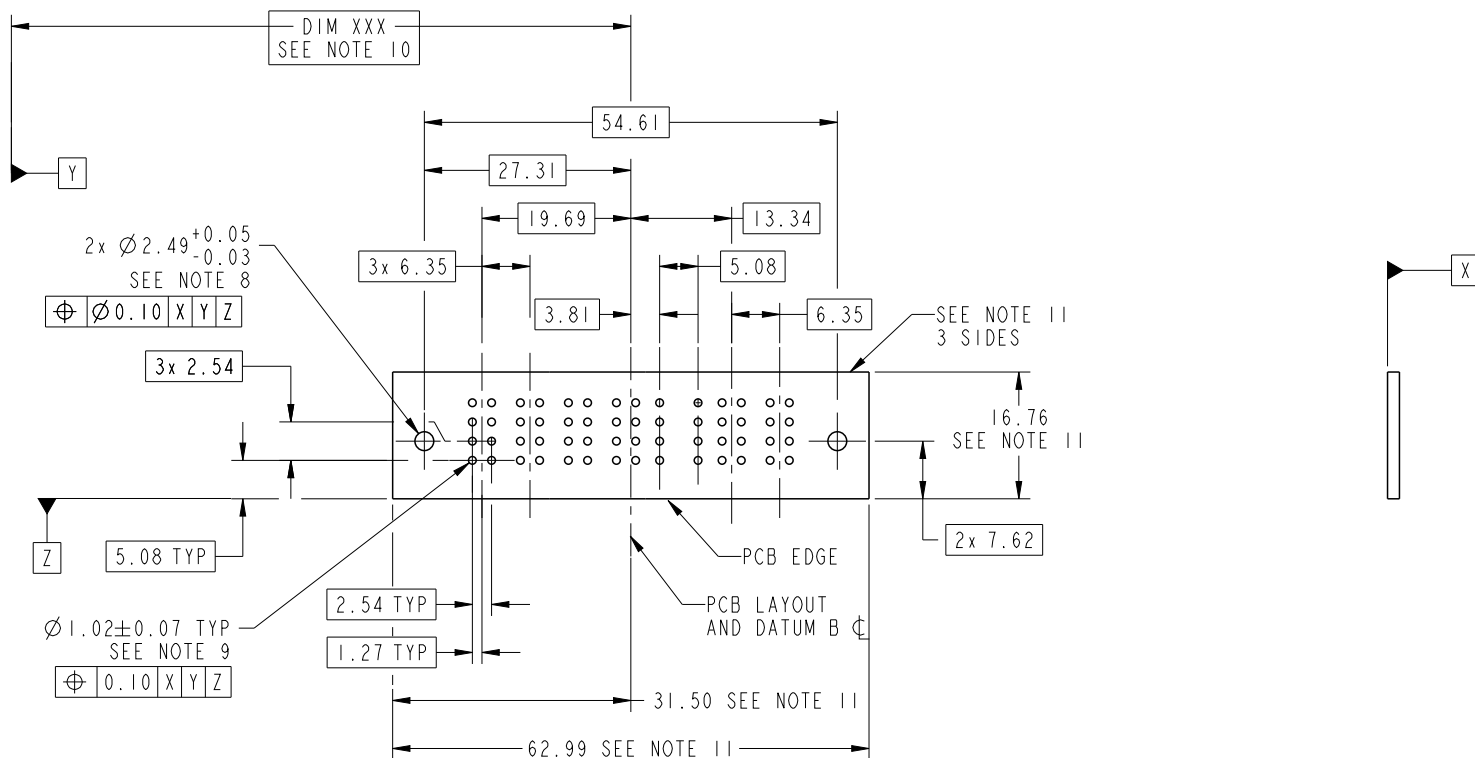 DIM XXX
SEE NOTE 10
54.61
27.31
Y
19.69
13.34
2x Ø2.49 +0.05
-0.03
SEE NOTE 8
⌖ Ø0.10 X Y Z
3x 6.35
5.08
X
3.81
6.35
SEE NOTE 11
3 SIDES
3x 2.54
16.76
SEE NOTE 11
Z
5.08 TYP
2x 7.62
PCB EDGE
2.54 TYP
PCB LAYOUT
AND DATUM B ℄
Ø1.02±0.07 TYP
SEE NOTE 9
⌖ 0.10 X Y Z
1.27 TYP
31.50 SEE NOTE 11
62.99 SEE NOTE 11